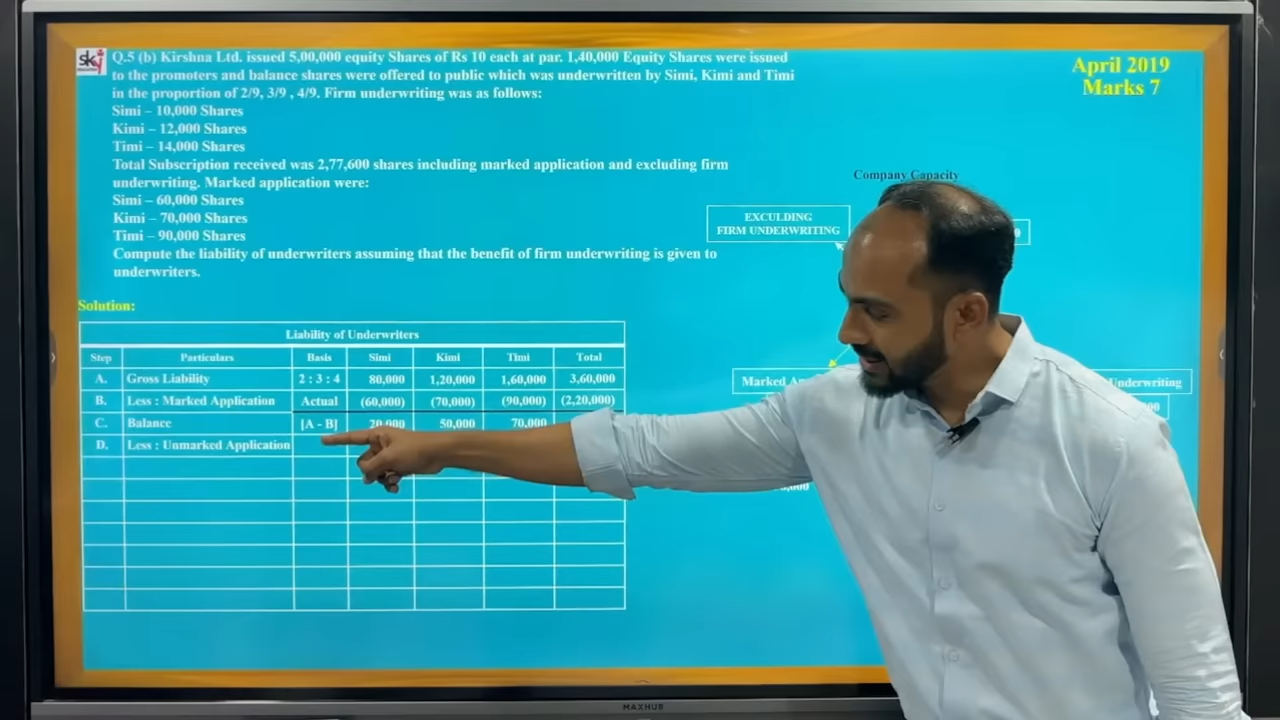 sky
Q.5 (b) Kirshna Ltd. issued 5,00,000 equity Shares of Rs 10 each at par. 1,40,000 Equity Shares were issued
to the promoters and balance shares were offered to public which was underwritten by Simi, Kimi and Timi
in the proportion of 2/9, 3/9 , 4/9. Firm underwriting was as follows:
Simi – 10,000 Shares
Kimi – 12,000 Shares
Timi – 14,000 Shares
Total Subscription received was 2,77,600 shares including marked application and excluding firm
underwriting. Marked application were:
Simi – 60,000 Shares
Kimi – 70,000 Shares
Timi – 90,000 Shares
Compute the liability of underwriters assuming that the benefit of firm underwriting is given to
underwriters.
April 2019
Marks 7
Company Capacity
EXCULDING
FIRM UNDERWRITING
Marked
Underwriting
Solution:
Liability of Underwriters
Step Particulars Basis Simi Kimi Timi Total
A. Gross Liability 2 : 3 : 4 80,000 1,20,000 1,60,000 3,60,000
B. Less : Marked Application Actual (60,000) (70,000) (90,000) (2,20,000)
C. Balance [A - B] 20,000 50,000 70,000
D. Less : Unmarked Application
MAXHUB